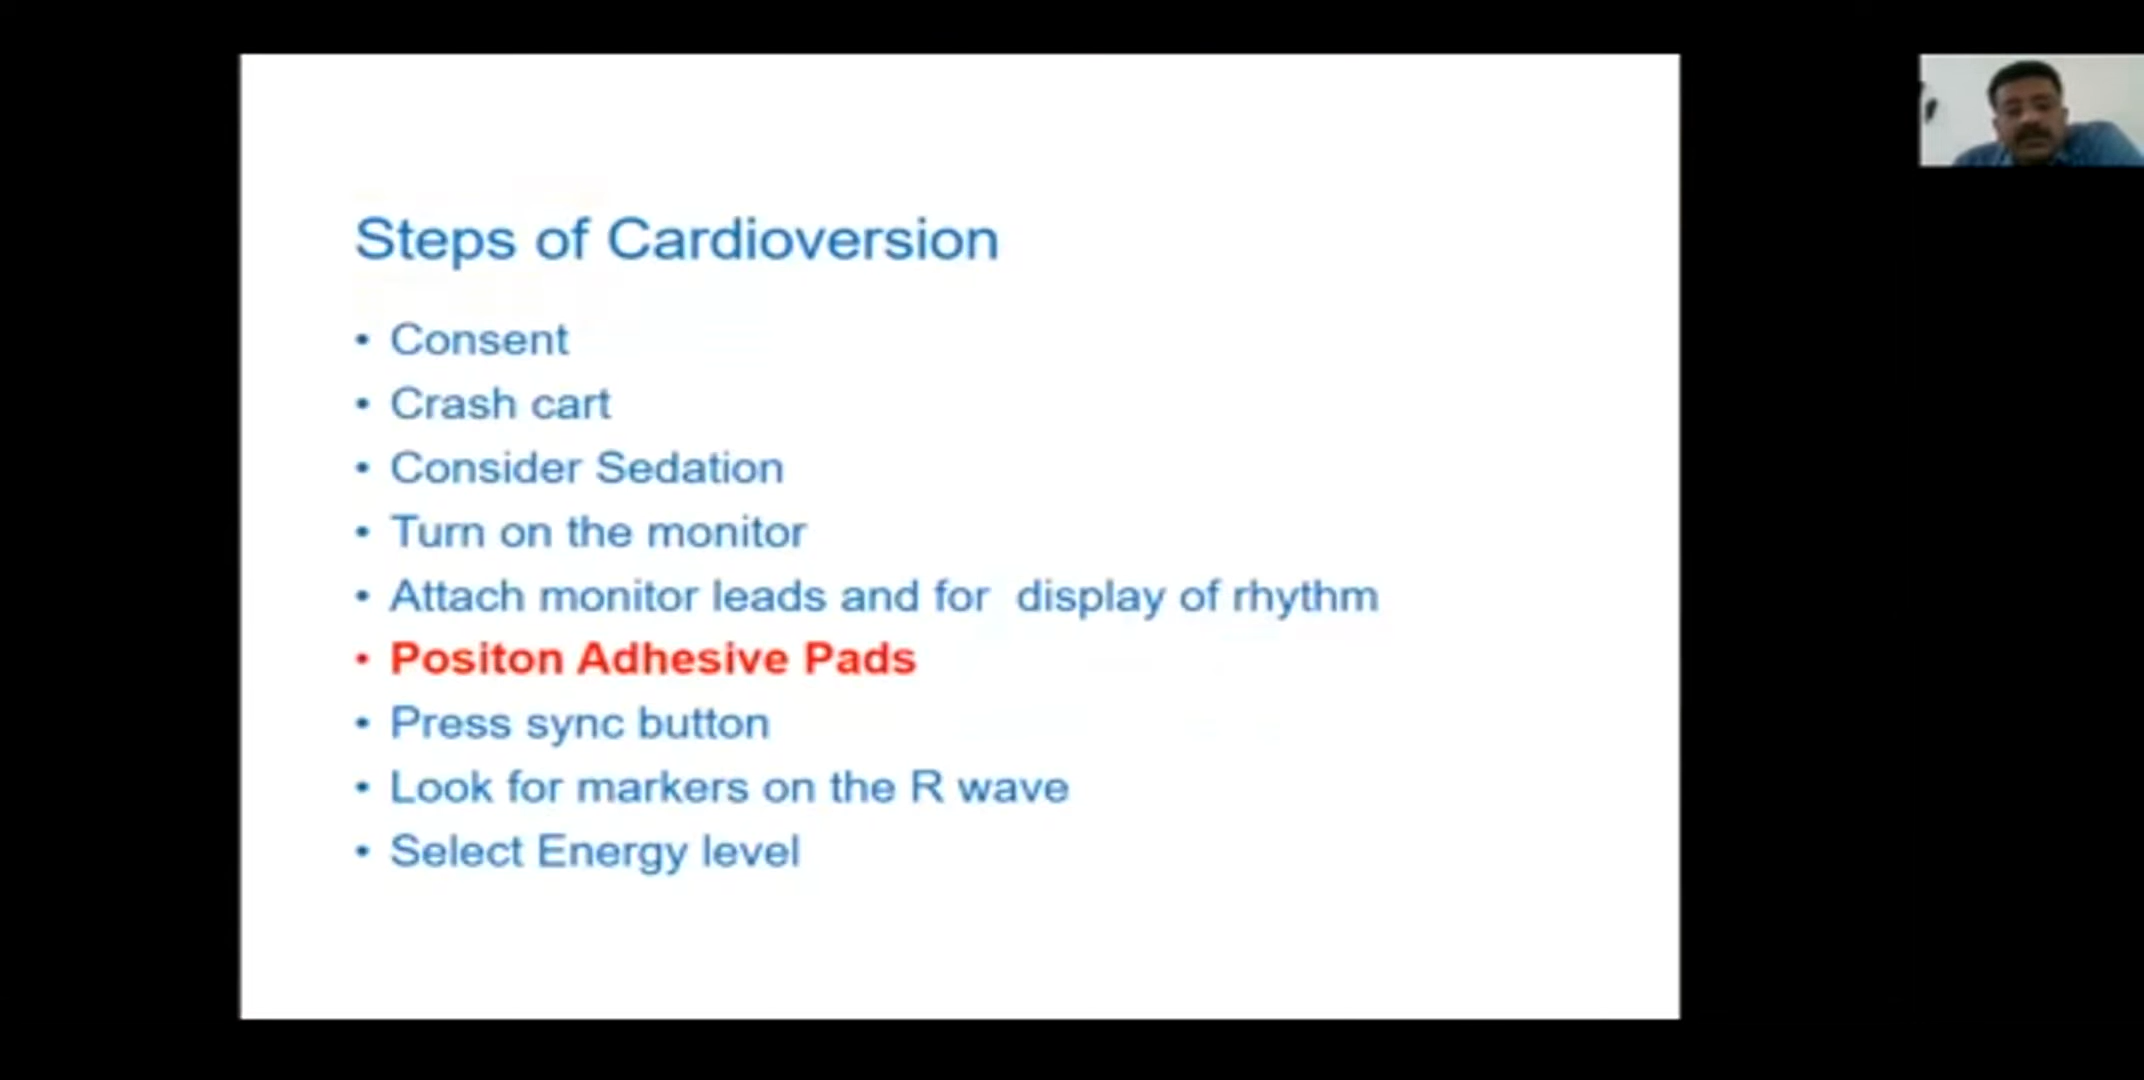 Steps of Cardioversion
• Consent
• Crash cart
• Consider Sedation
• Turn on the monitor
• Attach monitor leads and for display of rhythm
• Positon Adhesive Pads
• Press sync button
• Look for markers on the R wave
• Select Energy level